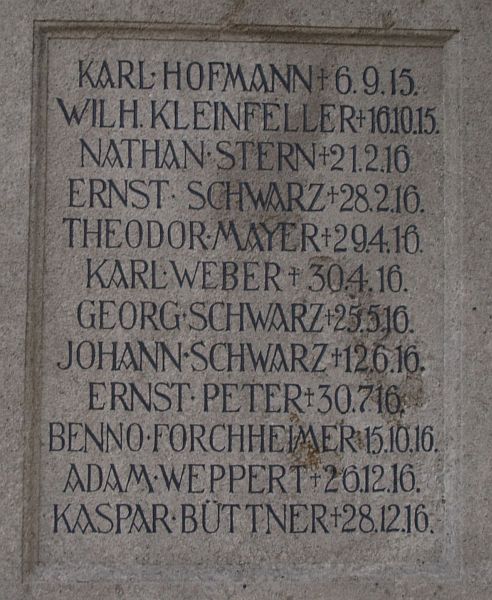 KARL·HOFMANN✝6.9.15.
WILH. KLEINFELLER✝16.10.15.
NATHAN·STERN✝21.2.16
ERNST·SCHWARZ✝28.2.16.
THEODOR·MAYER✝29.4.16.
KARL·WEBER✝30.4.16.
GEORG·SCHWARZ✝25.5.16.
JOHANN·SCHWARZ✝12.6.16.
ERNST·PETER✝30.7.16.
BENNO·FORCHHEIMER 15.10.16.
ADAM·WEPPERT✝26.12.16.
KASPAR·BÜTTNER✝28.12.16.